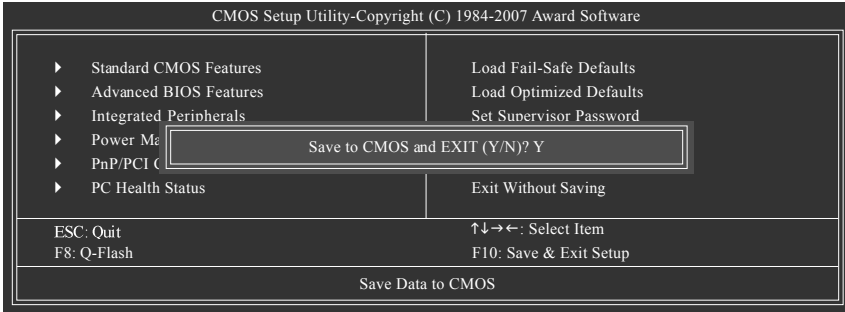 CMOS Setup Utility-Copyright (C) 1984-2007 Award Software
▶ Standard CMOS Features
▶ Advanced BIOS Features
▶ Integrated Peripherals
▶ Power Ma
▶ PnP/PCI
▶ PC Health Status
Load Fail-Safe Defaults
Load Optimized Defaults
Set Supervisor Password
Exit Without Saving
Save to CMOS and EXIT (Y/N)? Y
ESC: Quit
F8: Q-Flash
↑↓→←: Select Item
F10: Save & Exit Setup
Save Data to CMOS